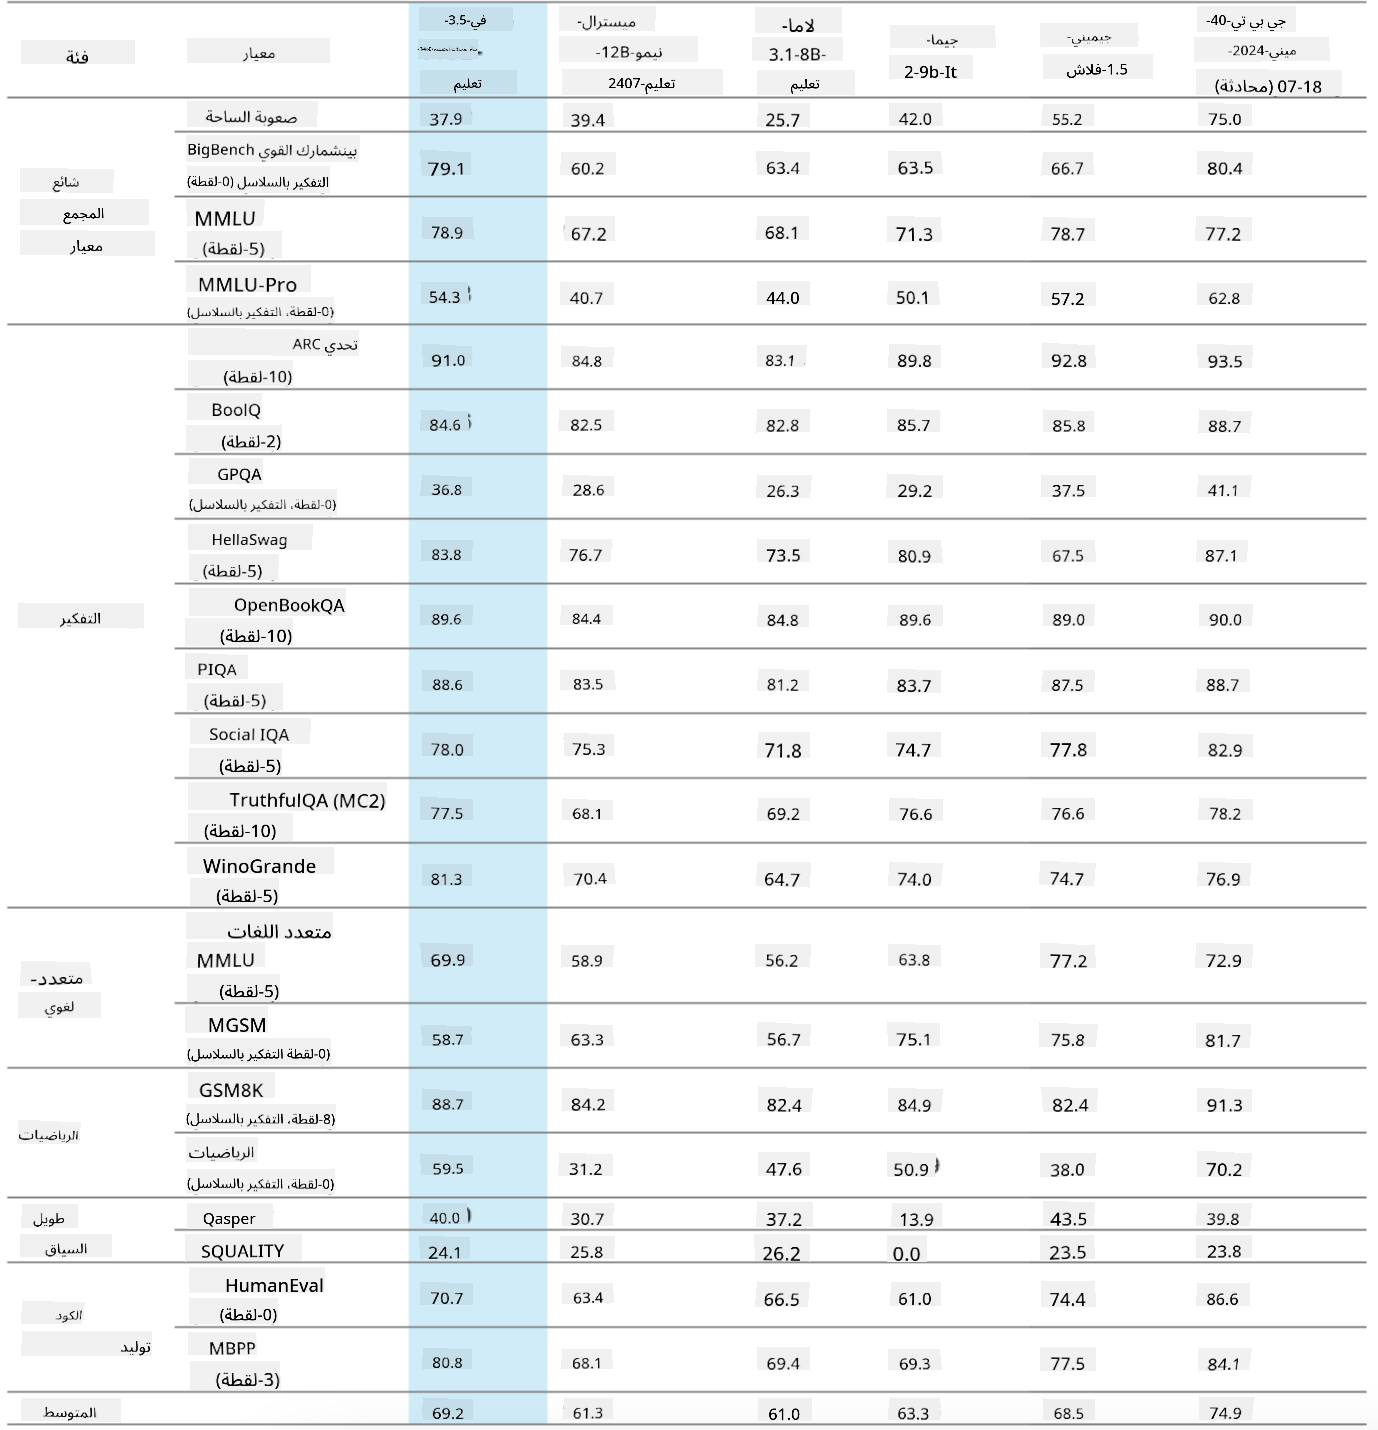 فئة
معيار
في-3.5-
تعليم
ميسترال-
نيمو-12B-
تعليم-2407
لاما-
3.1-8B-
تعليم
جيما-
2-9b-It
جيميني-
1.5-فلاش
جي بي تي-40-
ميني-2024-
07-18 (محادثة)
شائع
المجمع
معيار
صعوبة الساحة
37.9 39.4 25.7 42.0 55.2 75.0
بينشمارك القوي BigBench
التفكير بالسلاسل (0-لقطة)
79.1 60.2 63.4 63.5 66.7 80.4
MMLU
(5-لقطة)
78.9 67.2 68.1 71.3 78.7 77.2
MMLU-Pro
(0-لقطة، التفكير بالسلاسل)
54.3 40.7 44.0 50.1 57.2 62.8
التفكير
تحدي ARC
(10-لقطة)
91.0 84.8 83.1 89.8 92.8 93.5
BoolQ
(2-لقطة)
84.6 82.5 82.8 85.7 85.8 88.7
GPQA
(0-لقطة، التفكير بالسلاسل)
36.8 28.6 26.3 29.2 37.5 41.1
HellaSwag
(5-لقطة)
83.8 76.7 73.5 80.9 67.5 87.1
OpenBookQA
(10-لقطة)
89.6 84.4 84.8 89.6 89.0 90.0
PIQA
(5-لقطة)
88.6 83.5 81.2 83.7 87.5 88.7
Social IQA
(5-لقطة)
78.0 75.3 71.8 74.7 77.8 82.9
TruthfulQA (MC2)
(10-لقطة)
77.5 68.1 69.2 76.6 76.6 78.2
WinoGrande
(5-لقطة)
81.3 70.4 64.7 74.0 74.7 76.9
متعدد-
لغوي
متعدد اللغات
MMLU
(5-لقطة)
69.9 58.9 56.2 63.8 77.2 72.9
MGSM
(0-لقطة التفكير بالسلاسل)
58.7 63.3 56.7 75.1 75.8 81.7
الرياضيات
GSM8K
(8-لقطة، التفكير بالسلاسل)
88.7 84.2 82.4 84.9 82.4 91.3
الرياضيات
(0-لقطة، التفكير بالسلاسل)
59.5 31.2 47.6 50.9 38.0 70.2
طويل
السياق
Qasper
40.0 30.7 37.2 13.9 43.5 39.8
SQUALITY
24.1 25.8 26.2 0.0 23.5 23.8
الكود
توليد
HumanEval
(0-لقطة)
70.7 63.4 66.5 61.0 74.4 86.6
MBPP
(3-لقطة)
80.8 68.1 69.4 69.3 77.5 84.1
المتوسط
69.2 61.3 61.0 63.3 68.5 74.9